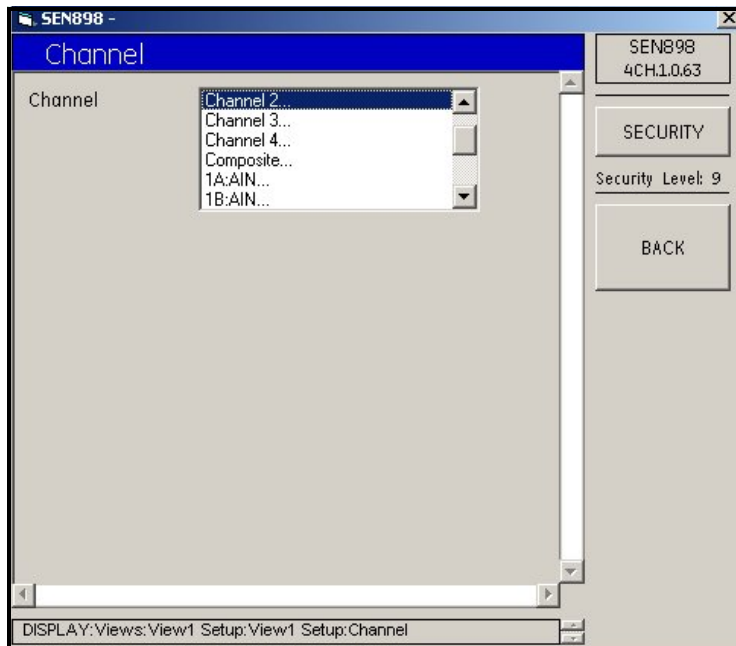 SEN898 -
Channel
SEN898
4CH.1.0.63
Channel
Channel 2...
Channel 3...
Channel 4...
Composite...
1A:AIN...
1B:AIN...
SECURITY
Security Level: 9
BACK
DISPLAY:Views:View1 Setup:View1 Setup:Channel